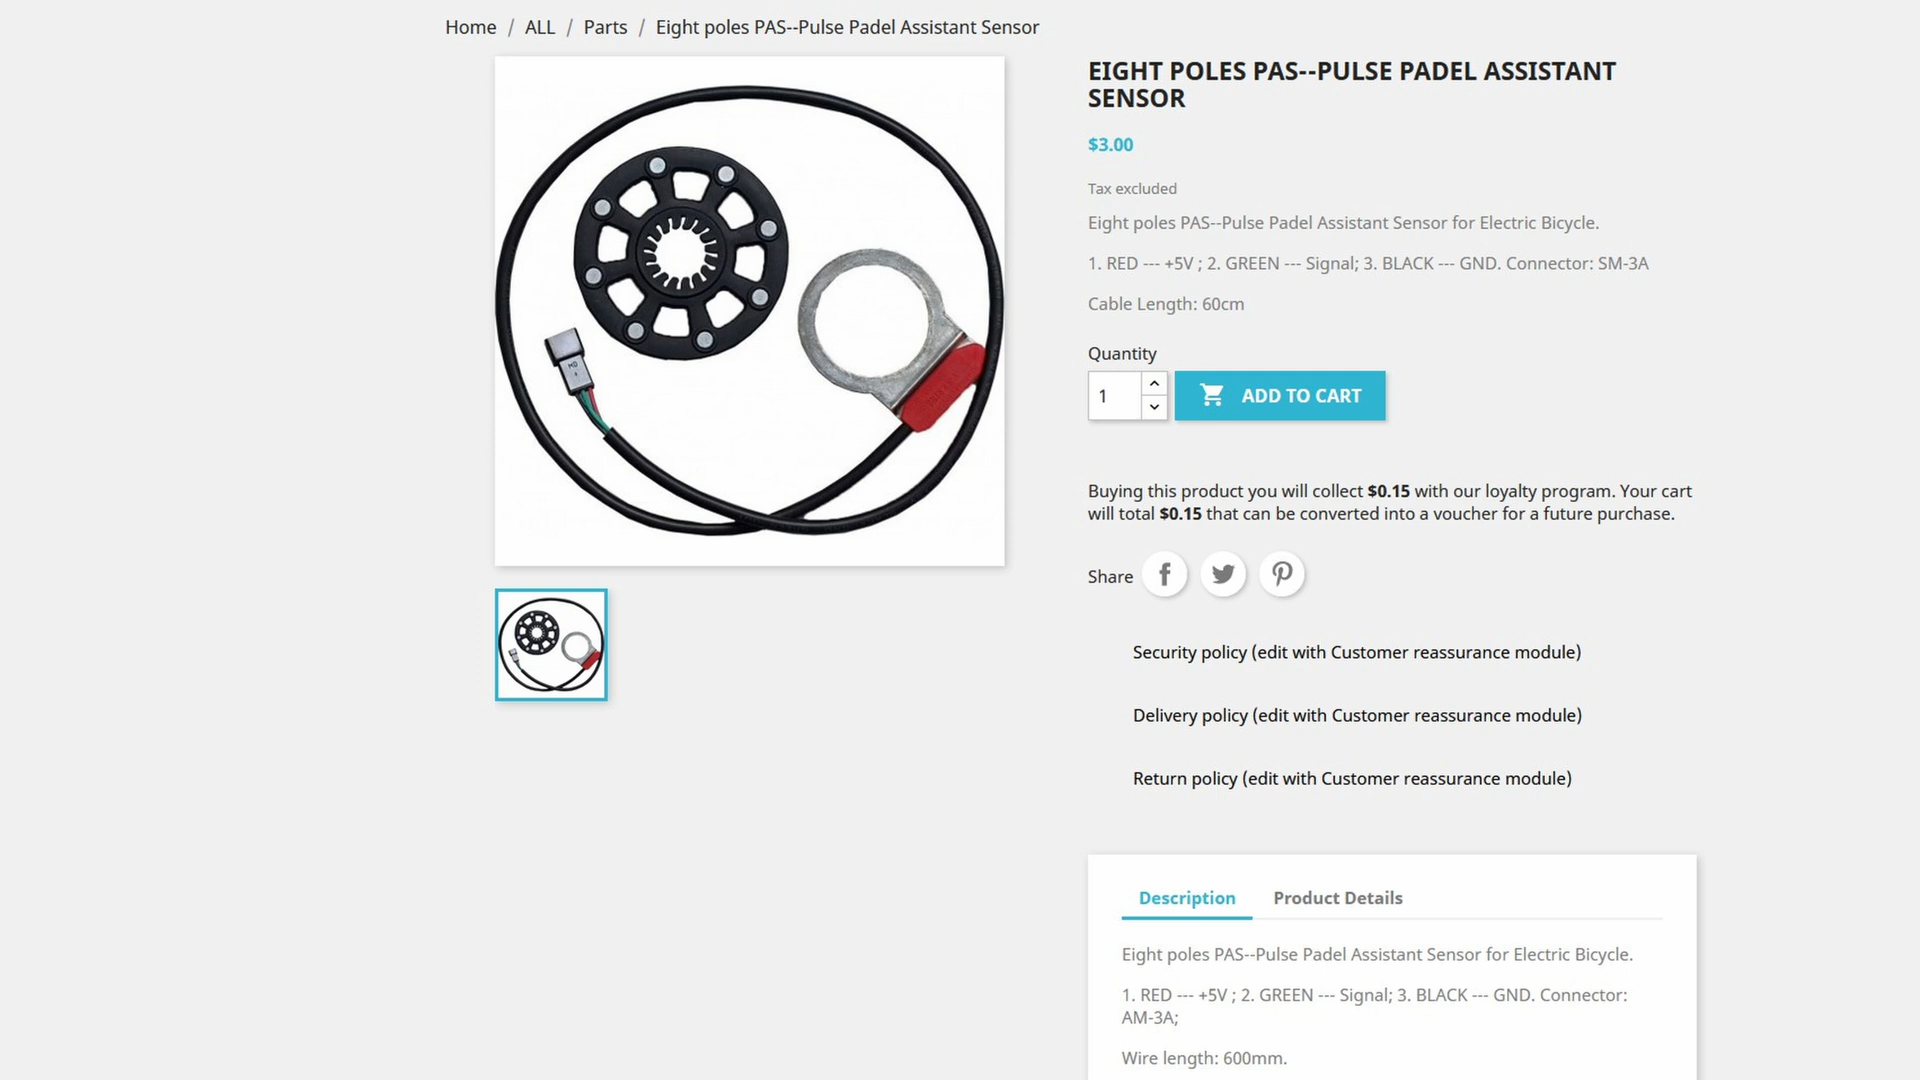 Home / ALL / Parts / Eight poles PAS--Pulse Padel Assistant Sensor
EIGHT POLES PAS--PULSE PADEL ASSISTANT
SENSOR
$3.00
Tax excluded
Eight poles PAS--Pulse Padel Assistant Sensor for Electric Bicycle.
1. RED --- +5V ; 2. GREEN --- Signal; 3. BLACK --- GND. Connector: SM-3A
Cable Length: 60cm
Quantity
1
ADD TO CART
Buying this product you will collect $0.15 with our loyalty program. Your cart
will total $0.15 that can be converted into a voucher for a future purchase.
Share
Security policy (edit with Customer reassurance module)
Delivery policy (edit with Customer reassurance module)
Return policy (edit with Customer reassurance module)
Description Product Details
Eight poles PAS--Pulse Padel Assistant Sensor for Electric Bicycle.
1. RED --- +5V ; 2. GREEN --- Signal; 3. BLACK --- GND. Connector:
AM-3A;
Wire length: 600mm.